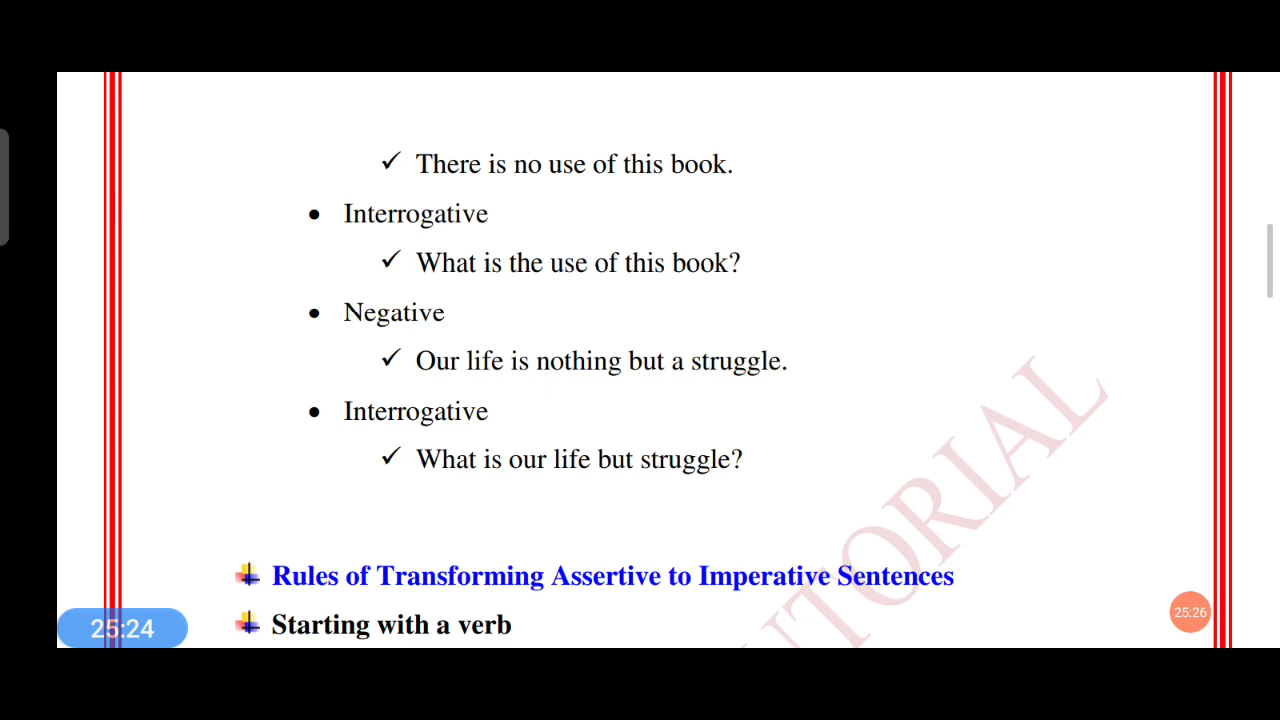 ✓ There is no use of this book.
• Interrogative
✓ What is the use of this book?
• Negative
✓ Our life is nothing but a struggle.
• Interrogative
✓ What is our life but struggle?
Rules of Transforming Assertive to Imperative Sentences
Starting with a verb
25:24
25:26
UTORIAL